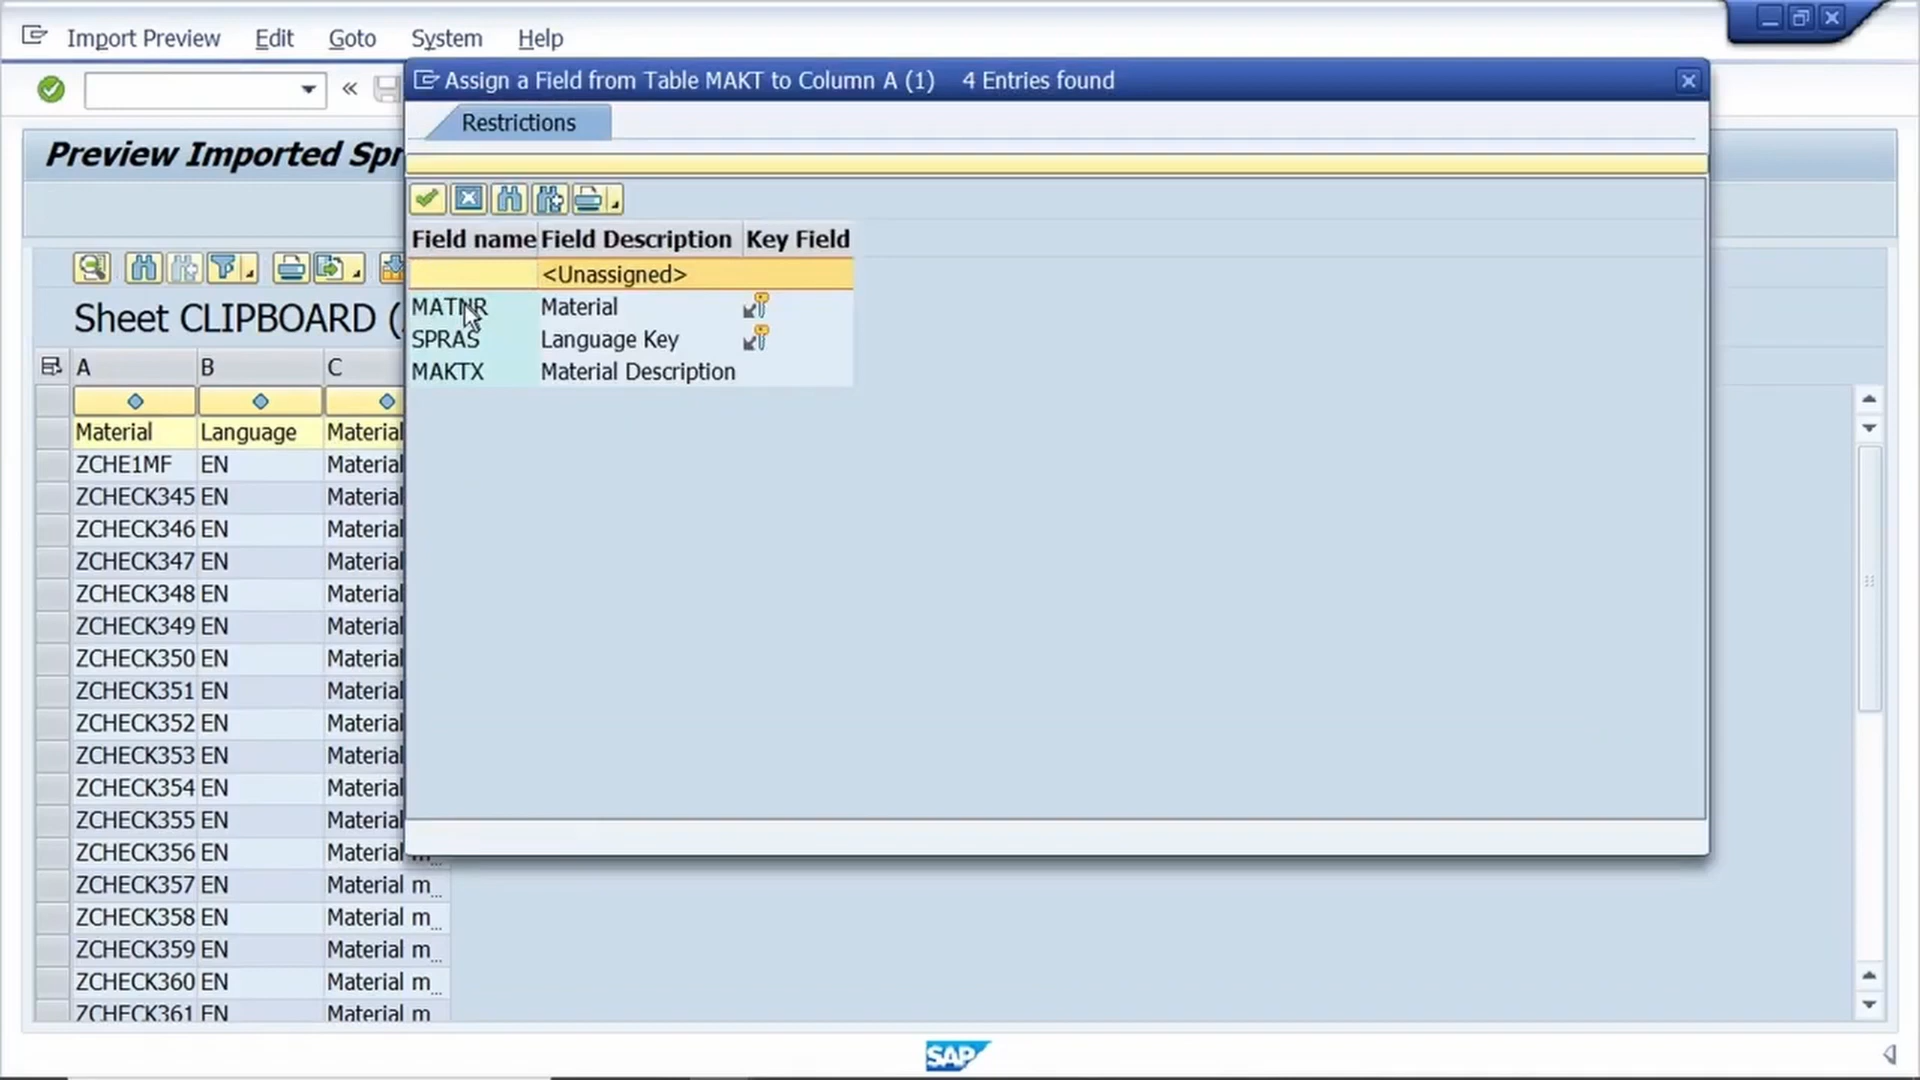 Import Preview Edit Goto System Help
Assign a Field from Table MAKT to Column A (1) 4 Entries found
Restrictions
Preview Imported Spr
Field name Field Description Key Field
<Unassigned>
MATNR Material
SPRAS Language Key
MAKTX Material Description
Sheet CLIPBOARD (
A B C
Material Language Material
ZCHE1MF EN Material
ZCHECK345 EN Material
ZCHECK346 EN Material
ZCHECK347 EN Material
ZCHECK348 EN Material
ZCHECK349 EN Material
ZCHECK350 EN Material
ZCHECK351 EN Material
ZCHECK352 EN Material
ZCHECK353 EN Material
ZCHECK354 EN Material
ZCHECK355 EN Material
ZCHECK356 EN Material m...
ZCHECK357 EN Material m...
ZCHECK358 EN Material m...
ZCHECK359 EN Material m...
ZCHECK360 EN Material m...
ZCHECK361 EN Material m
SAP